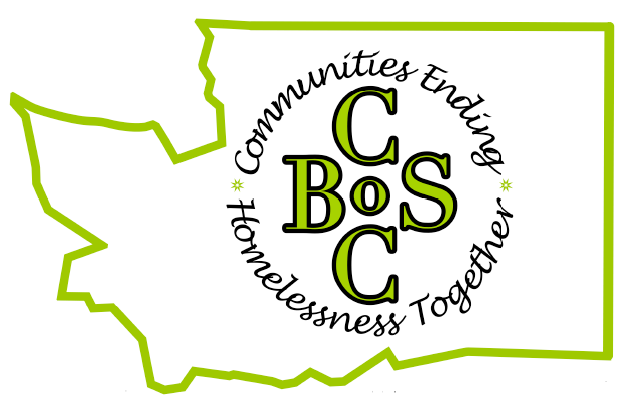 Communities Ending
C
BoS
C
Homelessness Together